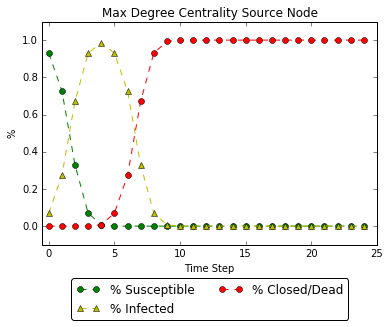 Max Degree Centrality Source Node
%
1.0
0.8
0.6
0.4
0.2
0.0
0 5 10 15 20 25
Time Step
% Susceptible % Closed/Dead
% Infected